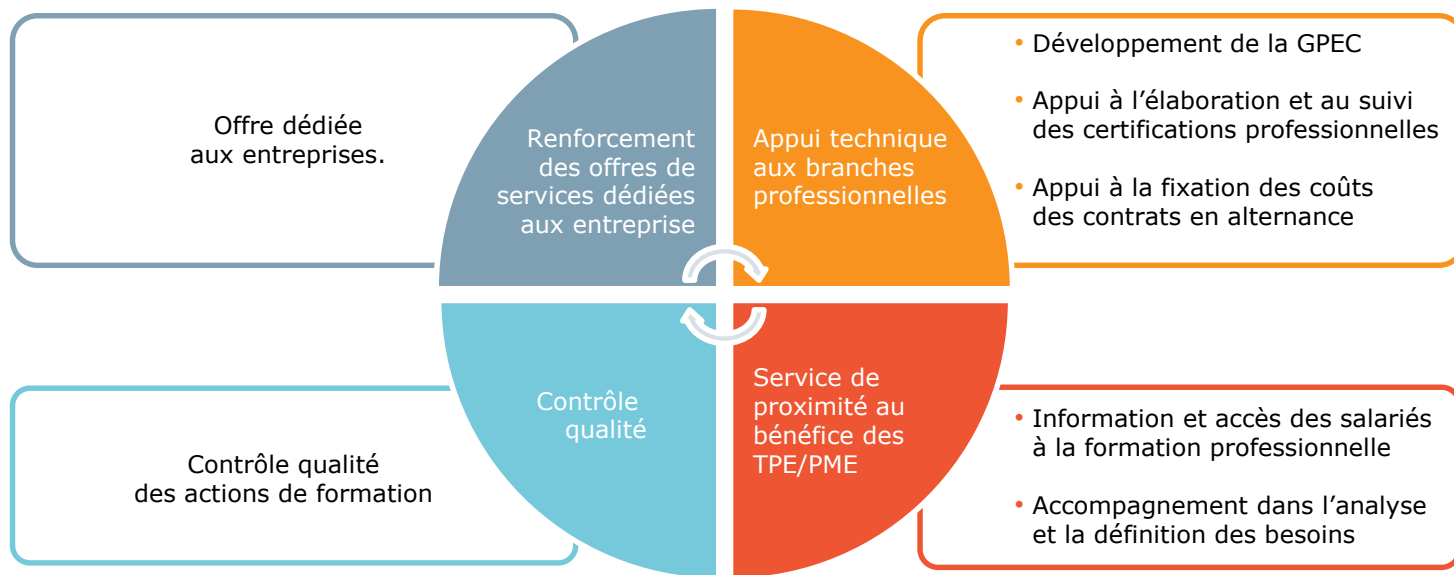 Offre dédiée
aux entreprises.
Renforcement
des offres de
services dédiées
aux entreprise
Appui technique
aux branches
professionnelles
• Développement de la GPEC
• Appui à l’élaboration et au suivi
des certifications professionnelles
• Appui à la fixation des coûts
des contrats en alternance
Contrôle qualité
des actions de formation
Contrôle
qualité
Service de
proximité au
bénéfice des
TPE/PME
• Information et accès des salariés
à la formation professionnelle
• Accompagnement dans l’analyse
et la définition des besoins